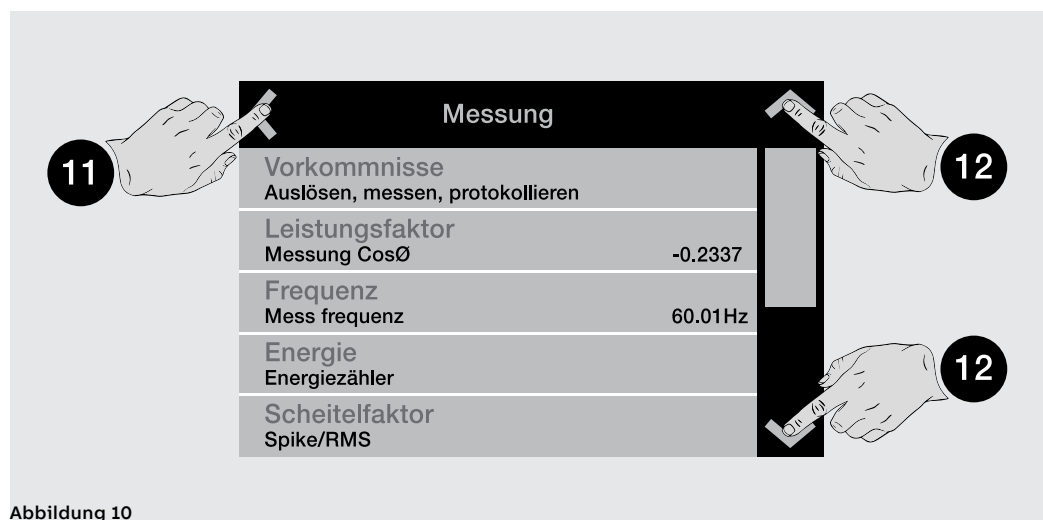 Messung
11
12
Vorkommnisse
Auslösen, messen, protokollieren
Leistungsfaktor
Messung CosØ -0.2337
Frequenz
Mess frequenz 60.01Hz
Energie
Energiezähler
12
Scheitelfaktor
Spike/RMS
Abbildung 10